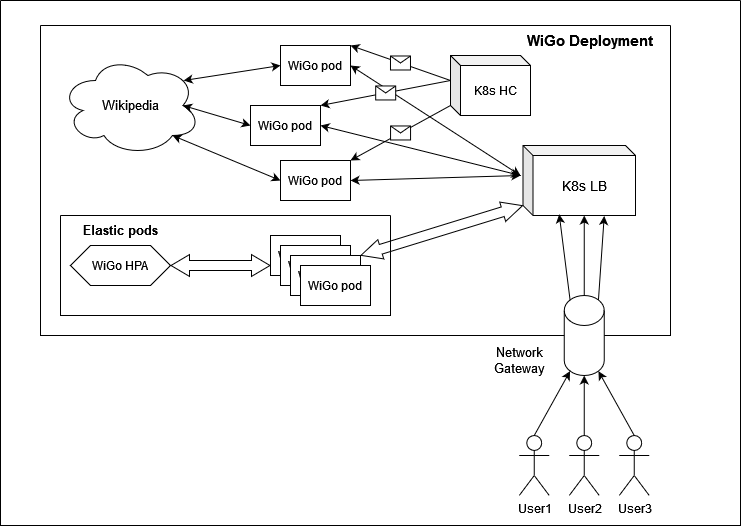 WiGo Deployment
WiGo pod
K8s HC
Wikipedia
WiGo pod
WiGo pod
K8s LB
Elastic pods
WiGo HPA
WiGo pod
Network
Gateway
User1
User2
User3